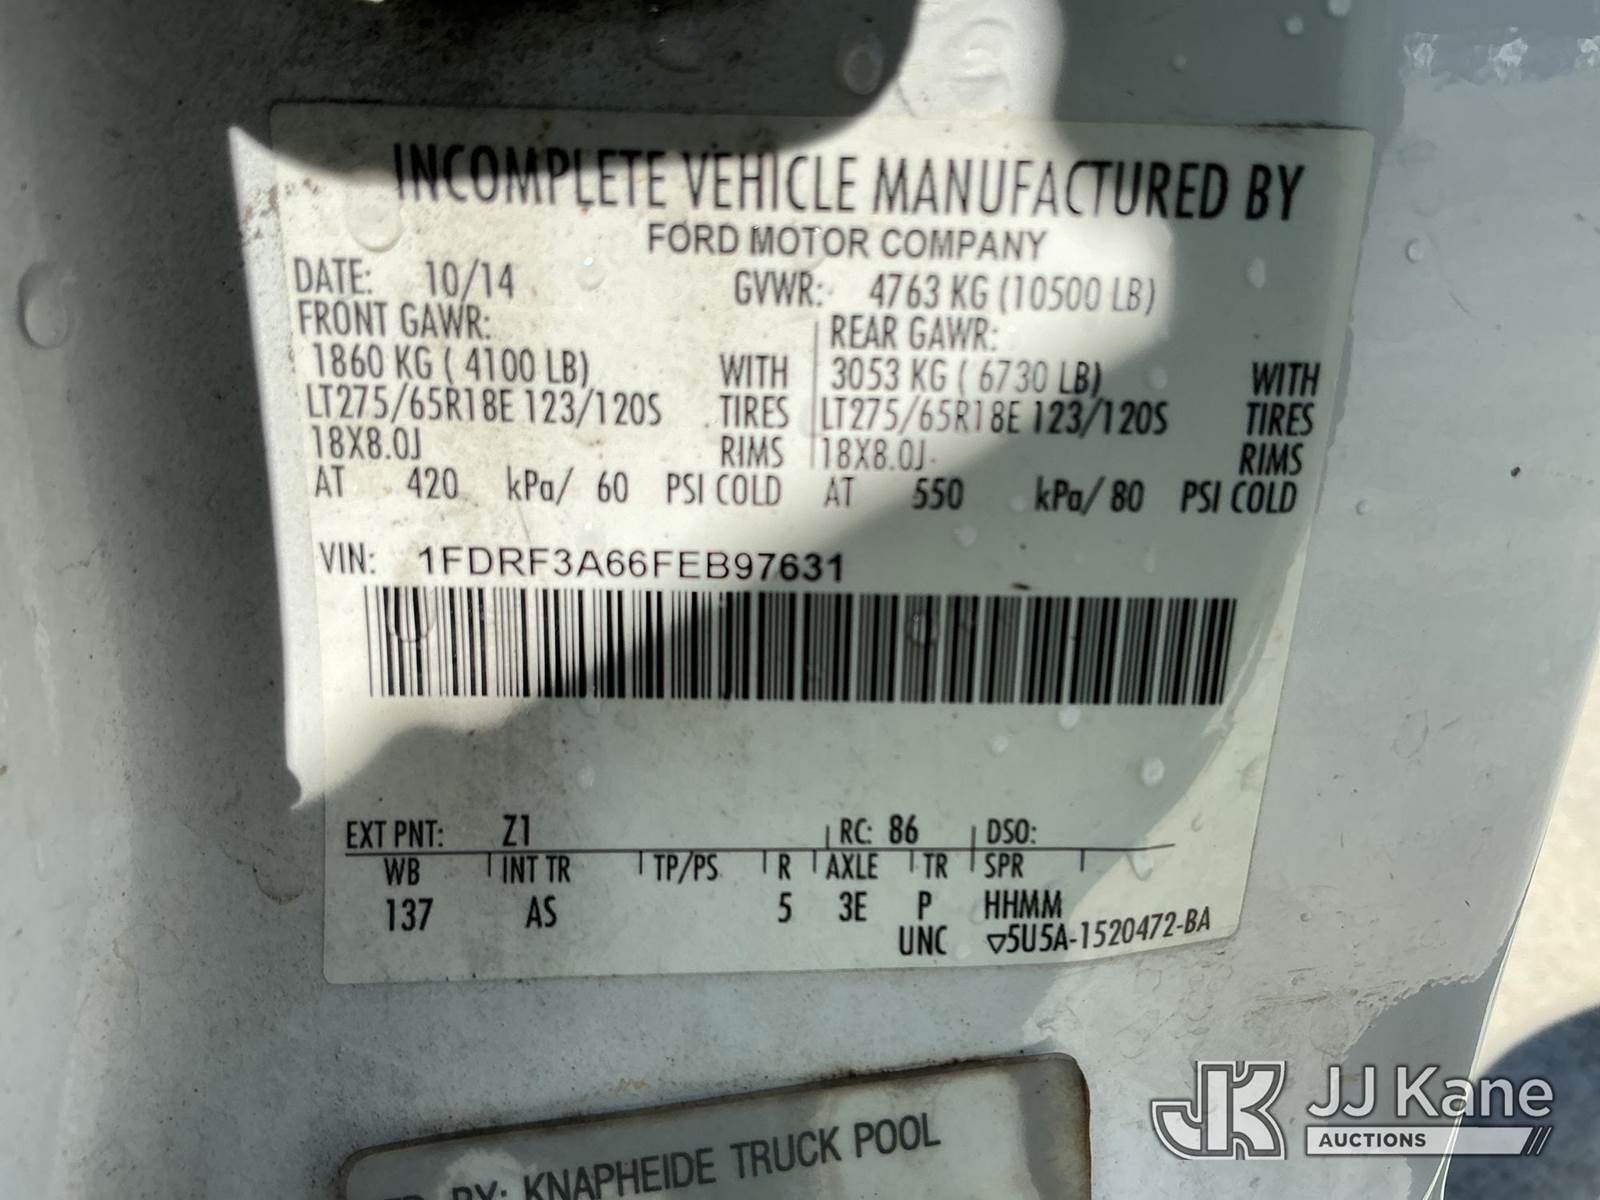 INCOMPLETE VEHICLE MANUFACTURED BY
FORD MOTOR COMPANY
DATE: 10/14 GVWR: 4763 KG (10500 LB)
FRONT GAWR: REAR GAWR:
1860 KG ( 4100 LB) WITH 3053 KG ( 6730 LB) WITH
LT275/65R18E 123/120S TIRES LT275/65R18E 123/120S TIRES
18X8.0J RIMS 18X8.0J RIMS
AT 420 kPa/ 60 PSI COLD AT 550 kPa/ 80 PSI COLD
VIN: 1FDRF3A66FEB97631
EXT PNT: Z1 RC: 86 DSO:
WB INT TR TP/PS R AXLE TR SPR
137 AS 5 3E P HHMM
UNC ▽5U5A-1520472-BA
BY: KNAPHEIDE TRUCK POOL
JK JJ Kane
AUCTIONS